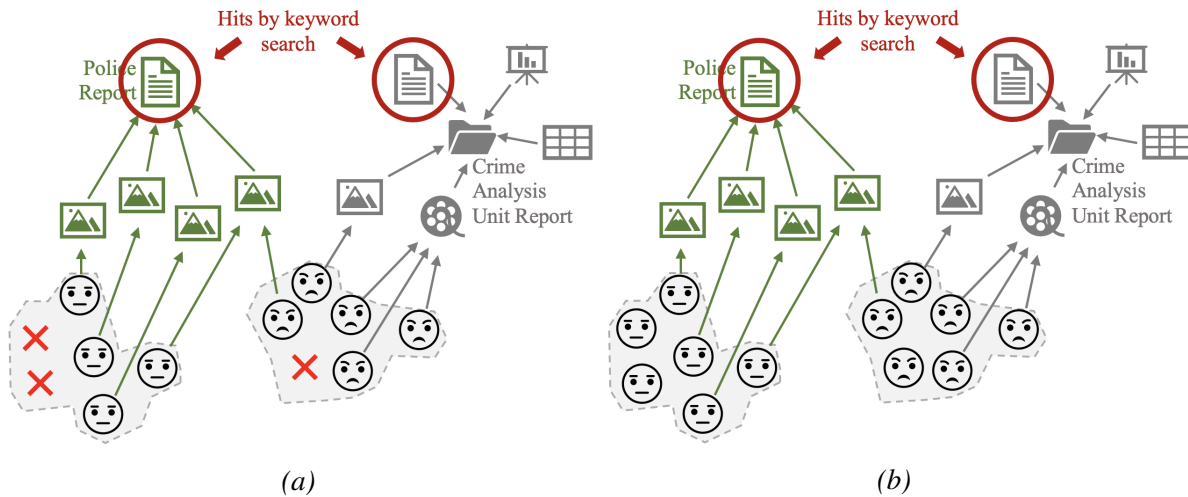 Hits by keyword
search
Police
Report
Crime
Analysis
Unit Report
(a)
Hits by keyword
search
Police
Report
Crime
Analysis
Unit Report
(b)